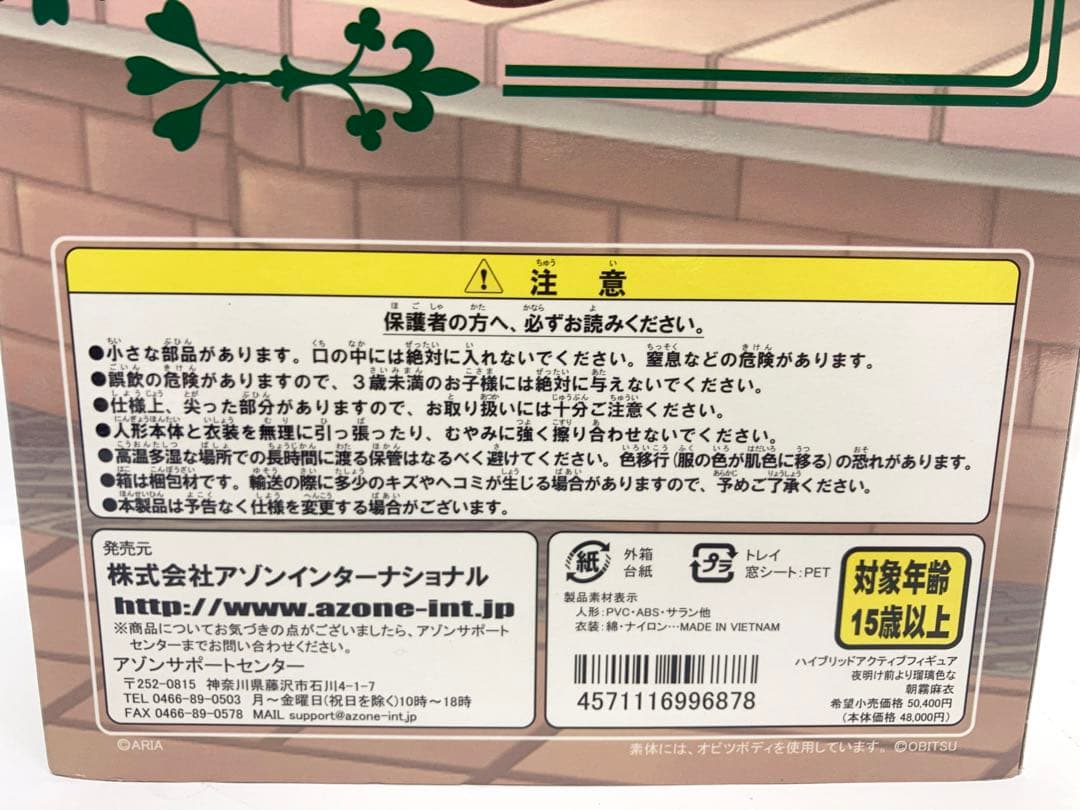 注意
保護者の方へ、必ずお読みください。
●小さな部品があります。口の中には絶対に入れないでください。窒息などの危険があります。
●誤飲の危険がありますので、3歳未満のお子様には絶対に与えないでください。
●仕様上、尖った部分がありますので、お取り扱いには十分ご注意ください。
●人形本体と衣装を無理に引っ張ったり、むやみに強く擦り合わせないでください。
●高温多湿な場所での長時間に渡る保管はなるべく避けてください。色移行(服の色が肌色に移る)の恐れがあります。
●箱は梱包材です。輸送の際に多少のキズやヘコミが生じる場合がありますので、予めご了承ください。
●本製品は予告なく仕様を変更する場合がございます。
発売元
株式会社アゾンインターナショナル
http://www.azone-int.jp
※商品についてお気づきの点がございましたら、アゾンサポート
センターまでお問い合わせください。
アゾンサポートセンター
〒252-0815 神奈川県藤沢市石川4-1-7
TEL 0466-89-0503 月〜金曜日(祝日を除く)10時〜18時
FAX 0466-89-0578 MAIL support@azone-int.jp
紙
外箱
台紙
プラ
トレイ
窓シート:PET
製品素材表示
人形:PVC・ABS・サラン他
衣装:綿・ナイロン…MADE IN VIETNAM
4571116996878
対象年齢
15歳以上
ハイブリッドアクティブフィギュア
夜明け前より瑠璃色な
朝霧麻衣
希望小売価格 50,400円
(本体価格 48,000円)
©ARIA
素体には、オビツボディを使用しています。©OBITSU